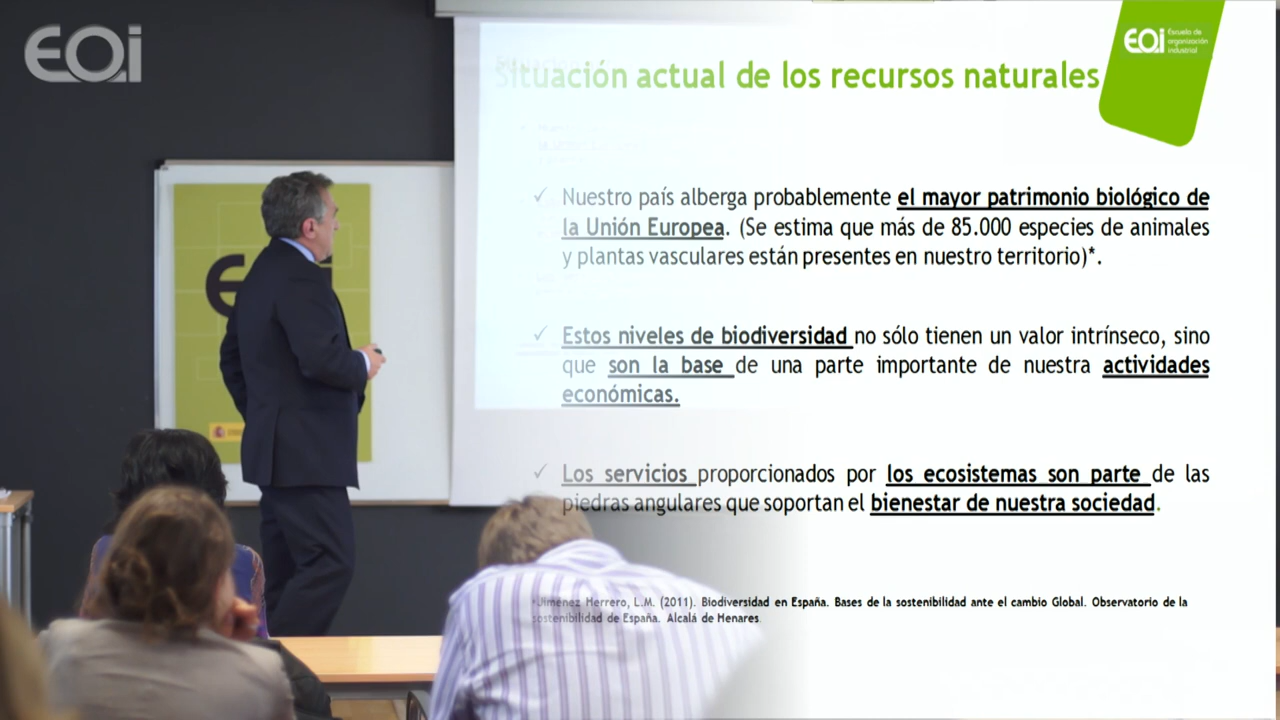 EOi
EOi Escuela de
organización
industrial
Situación actual de los recursos naturales
✓ Nuestro país alberga probablemente el mayor patrimonio biológico de
la Unión Europea. (Se estima que más de 85.000 especies de animales
y plantas vasculares están presentes en nuestro territorio)*.
✓ Estos niveles de biodiversidad no sólo tienen un valor intrínseco, sino
que son la base de una parte importante de nuestra actividades
económicas.
✓ Los servicios proporcionados por los ecosistemas son parte de las
piedras angulares que soportan el bienestar de nuestra sociedad.
*Jiménez Herrero, L.M. (2011). Biodiversidad en España. Bases de la sostenibilidad ante el cambio Global. Observatorio de la
sostenibilidad de España. Alcalá de Henares.